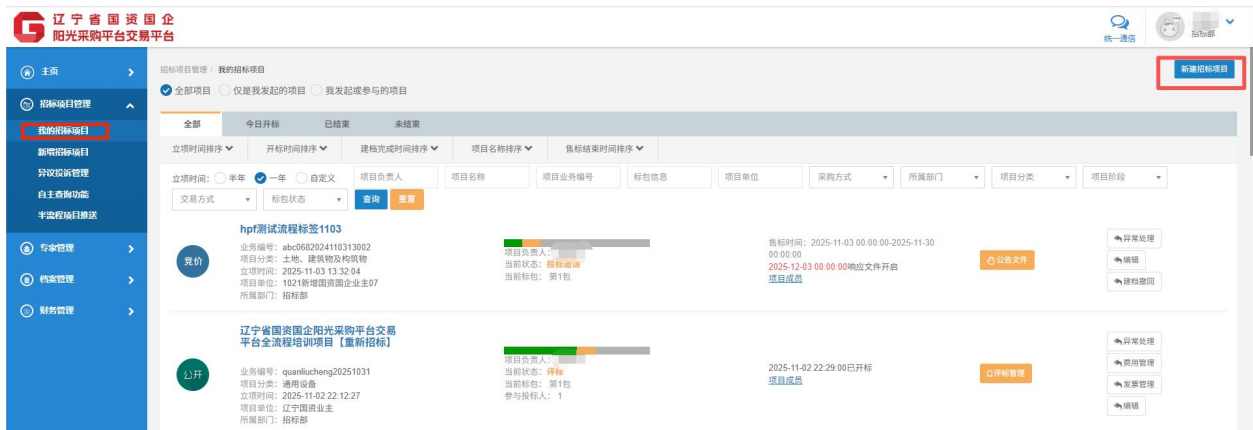 辽宁省国资国企
阳光采购平台交易平台
统一通信
招标部
主页
招标项目管理
我的招标项目
新增招标项目
异议投诉管理
自主查询功能
半流程项目推送
专家管理
档案管理
财务管理
招标项目管理 / 我的招标项目
新建招标项目
全部项目 仅是我发起的项目 我发起或参与的项目
全部 今日开标 已结束 未结束
立项时间排序 开标时间排序 建档完成时间排序 项目名称排序 售标结束时间排序
立项时间: 半年 一年 自定义 项目负责人 项目名称 项目业务编号 标包信息 项目单位 采购方式 所属部门 项目分类 项目阶段
交易方式 标包状态 查询 重置
竞价
hpf测试流程标签1103
业务编号: abc0682024110313002
项目分类: 土地、建筑物及构筑物
立项时间: 2025-11-03 13:32:04
项目单位: 1021新增国资国企业主07
所属部门: 招标部
项目负责人:
当前状态: 投标邀请
当前标包: 第1包
售标时间: 2025-11-03 00:00:00-2025-11-30
00:00:00
2025-12-03 00:00:00响应文件开启
项目成员
公告文件
异常处理
编辑
建档撤回
公开
辽宁省国资国企阳光采购平台交易
平台全流程培训项目【重新招标】
业务编号: quanliucheng20251031
项目分类: 通用设备
立项时间: 2025-11-02 22:12:27
项目单位: 辽宁国资业主
所属部门: 招标部
项目负责人:
当前状态: 评标
当前标包: 第1包
参与投标人: 1
2025-11-02 22:29:00已开标
项目成员
评标管理
异常处理
费用管理
发票管理
编辑